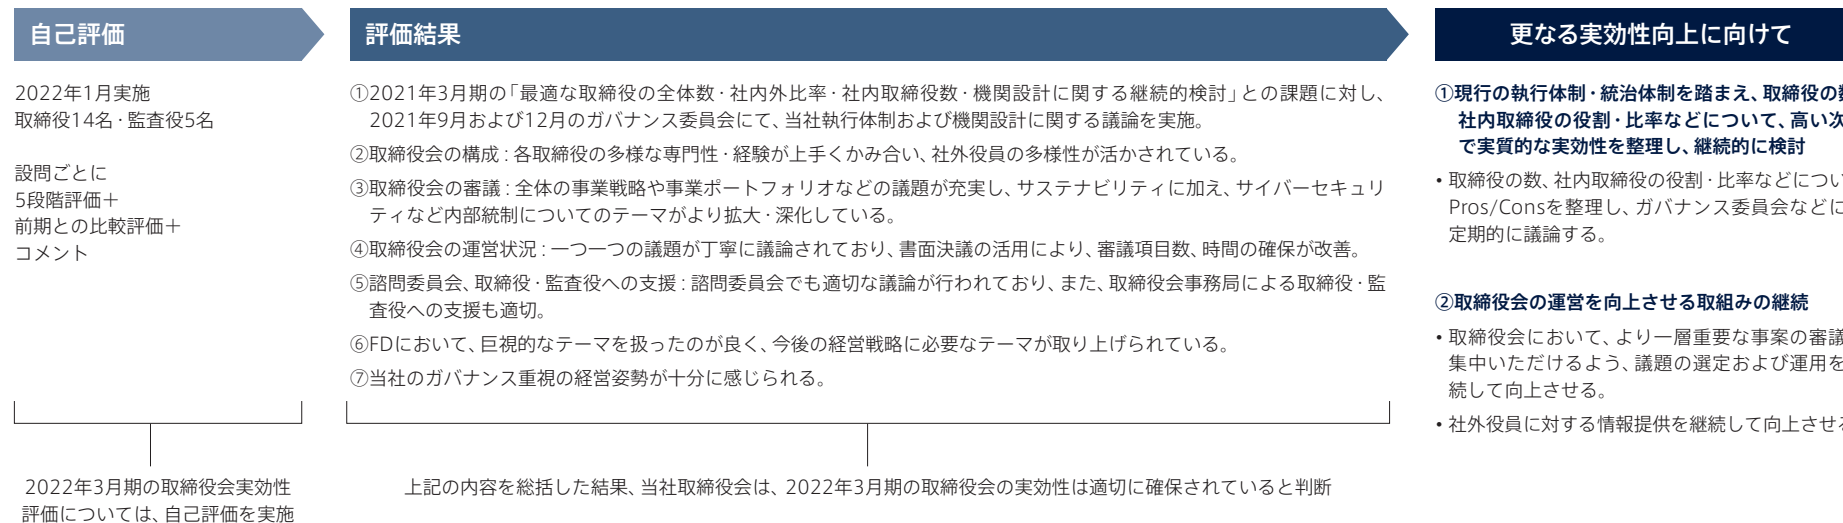 自己評価
2022年1月実施
取締役14名・監査役5名
設問ごとに
5段階評価＋
前期との比較評価＋
コメント
2022年3月期の取締役会実効性
評価については、自己評価を実施
評価結果
①2021年3月期の「最適な取締役の全体数・社内外比率・社内取締役数・機関設計に関する継続的検討」との課題に対し、
2021年9月および12月のガバナンス委員会にて、当社執行体制および機関設計に関する議論を実施。
②取締役会の構成：各取締役の多様な専門性・経験が上手くかみ合い、社外役員の多様性が活かされている。
③取締役会の審議：全体の事業戦略や事業ポートフォリオなどの議題が充実し、サステナビリティに加え、サイバーセキュリ
ティなど内部統制についてのテーマがより拡大・深化している。
④取締役会の運営状況：一つ一つの議題が丁寧に議論されており、書面決議の活用により、審議項目数、時間の確保が改善。
⑤諮問委員会、取締役・監査役への支援：諮問委員会でも適切な議論が行われており、また、取締役会事務局による取締役・監
査役への支援も適切。
⑥FDにおいて、巨視的なテーマを扱ったのが良く、今後の経営戦略に必要なテーマが取り上げられている。
⑦当社のガバナンス重視の経営姿勢が十分に感じられる。
上記の内容を総括した結果、当社取締役会は、2022年3月期の取締役会の実効性は適切に確保されていると判断
更なる実効性向上に向けて
①現行の執行体制・統治体制を踏まえ、取締役の
社内取締役の役割・比率などについて、高い次
で実質的な実効性を整理し、継続的に検討
・取締役の数、社内取締役の役割・比率などについ
Pros/Consを整理し、ガバナンス委員会などに
定期的に議論する。
②取締役会の運営を向上させる取組みの継続
・取締役会において、より一層重要な事案の審議
集中いただけるよう、議題の選定および運用を
続して向上させる。
・社外役員に対する情報提供を継続して向上させ